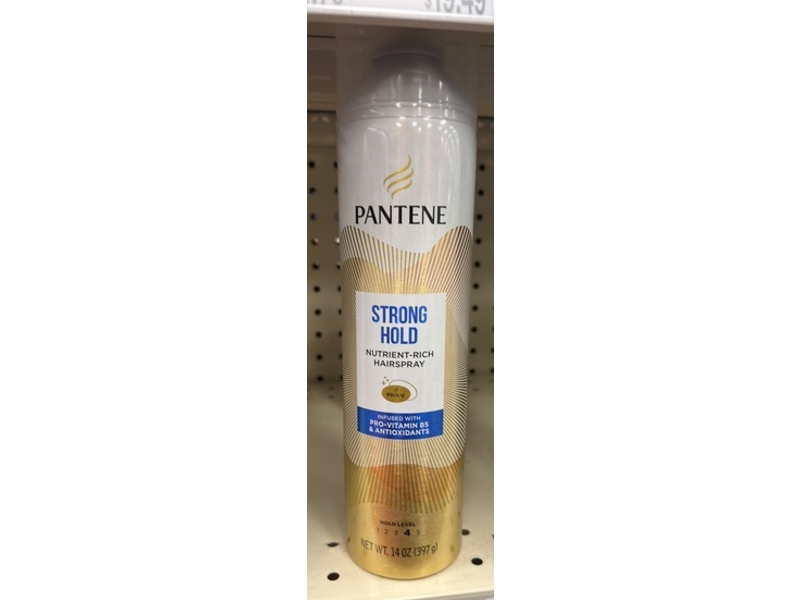 PANTENE
STRONG
HOLD
NUTRIENT-RICH
HAIRSPRAY
PRO-V
INFUSED WITH
PRO-VITAMIN B5
& ANTIOXIDANTS
HOLD LEVEL
1 2 3 4 5
NET WT. 14 OZ (397 g)